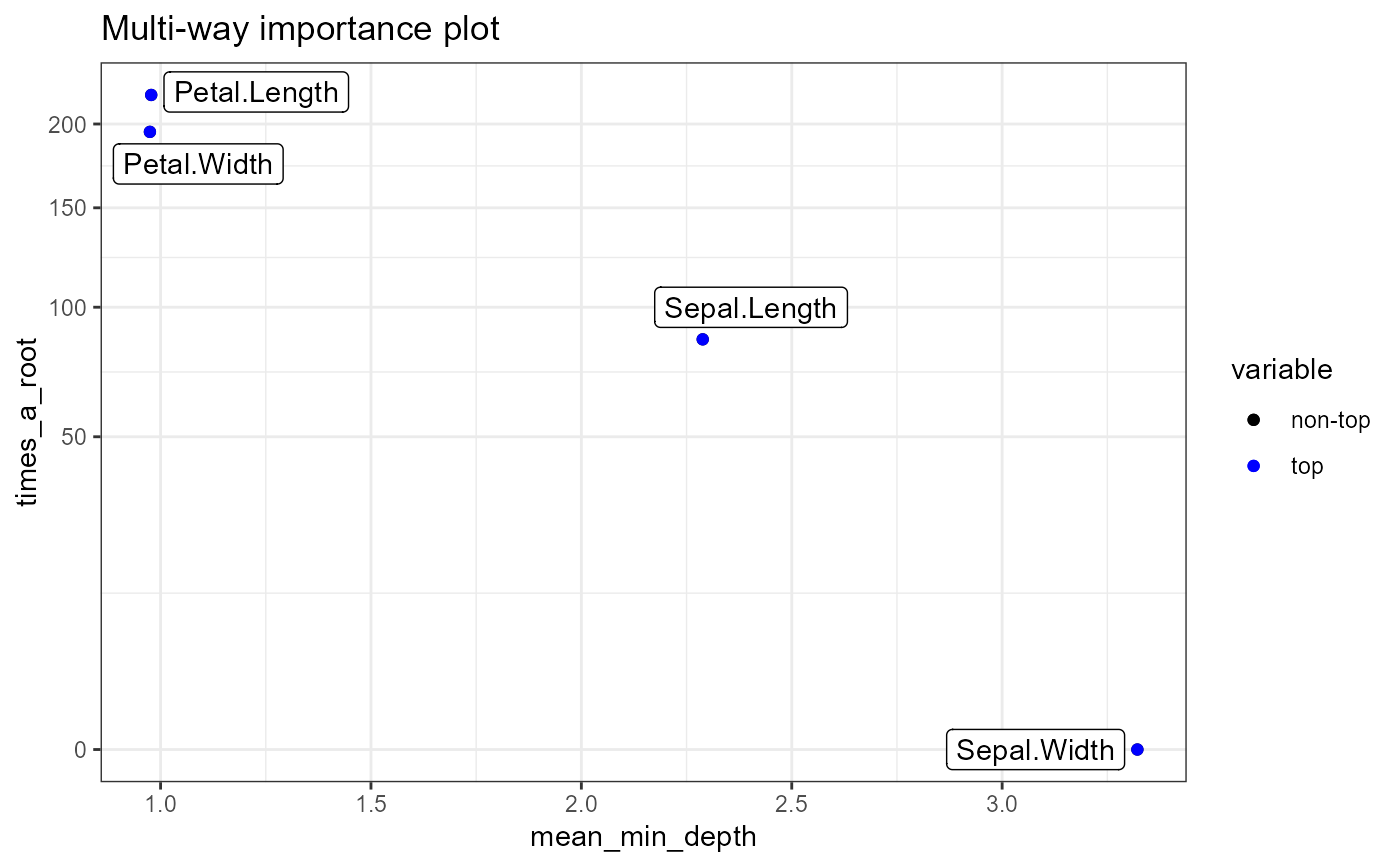 Multi-way importance plot
Petal.Length
200
Petal.Width
150
Sepal.Length
100
times_a_root
variable
non-top
50
top
0
Sepal.Width
1.0 1.5 2.0 2.5 3.0
mean_min_depth